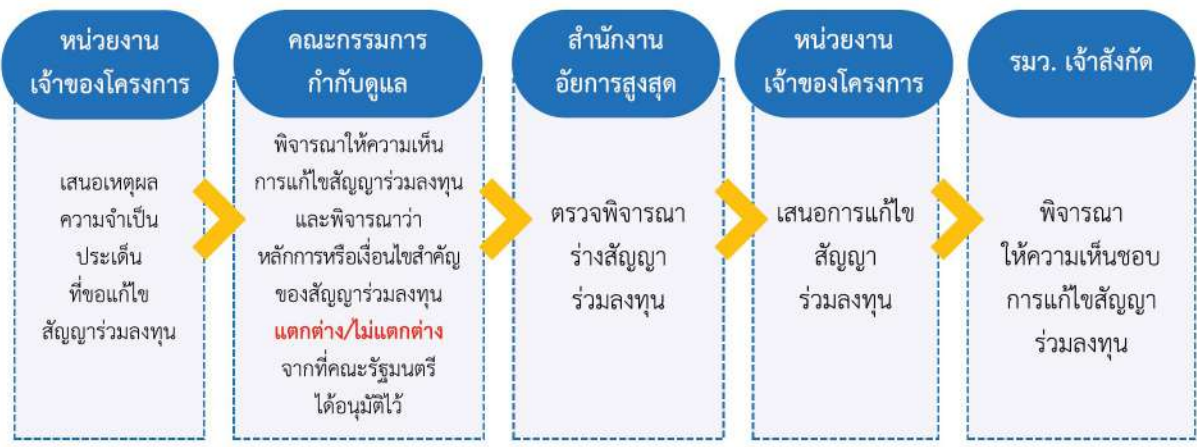 หน่วยงาน
เจ้าของโครงการ
เสนอเหตุผล
ความจำเป็น
ประเด็น
ที่ขอแก้ไข
สัญญาร่วมลงทุน
คณะกรรมการ
กำกับดูแล
พิจารณาให้ความเห็น
การแก้ไขสัญญาร่วมลงทุน
และพิจารณาว่า
หลักการหรือเงื่อนไขสำคัญ
ของสัญญาร่วมลงทุน
แตกต่าง/ไม่แตกต่าง
จากที่คณะรัฐมนตรี
ได้อนุมัติไว้
สำนักงาน
อัยการสูงสุด
ตรวจพิจารณา
ร่างสัญญา
ร่วมลงทุน
หน่วยงาน
เจ้าของโครงการ
เสนอการแก้ไข
สัญญา
ร่วมลงทุน
รมว. เจ้าสังกัด
พิจารณา
ให้ความเห็นชอบ
การแก้ไขสัญญา
ร่วมลงทุน